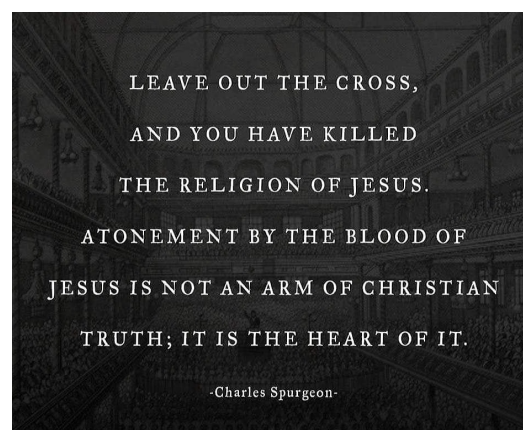 LEAVE OUT THE CROSS,
AND YOU HAVE KILLED
THE RELIGION OF JESUS.
ATONEMENT BY THE BLOOD OF
JESUS IS NOT AN ARM OF CHRISTIAN
TRUTH; IT IS THE HEART OF IT.
-Charles Spurgeon-